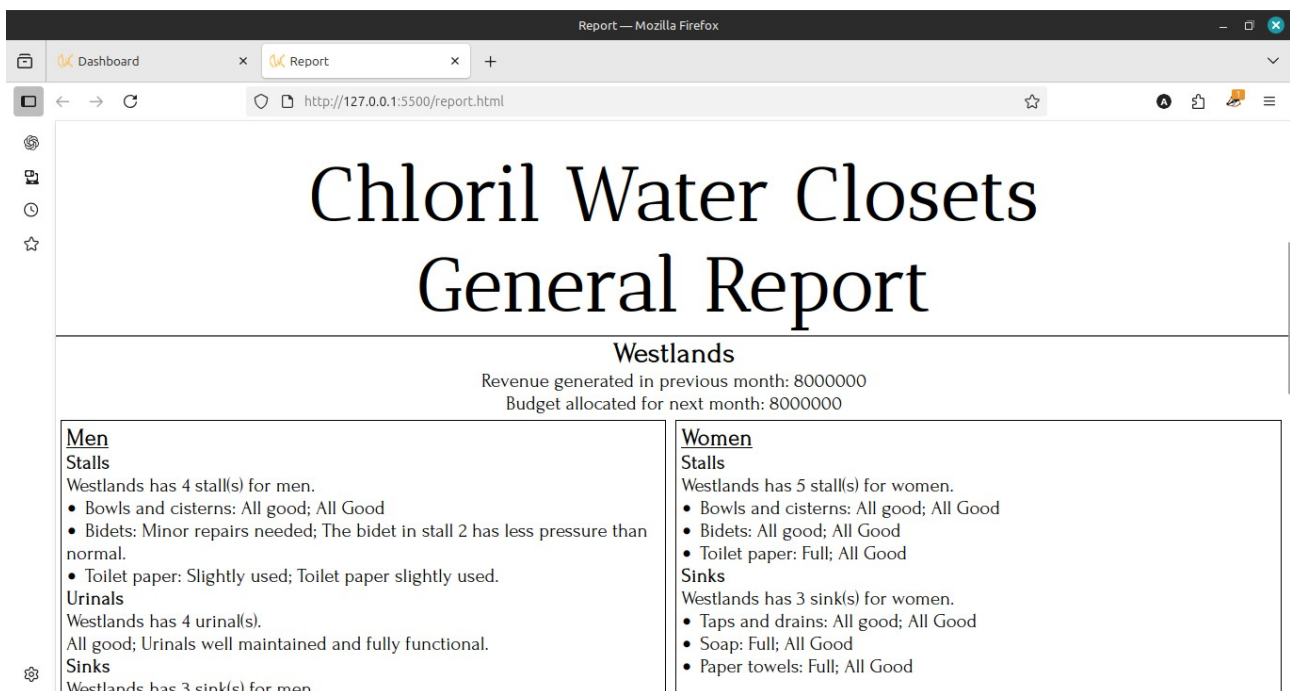 Report — Mozilla Firefox
Dashboard
Report
http://127.0.0.1:5500/report.html
Chloril Water Closets
General Report
Westlands
Revenue generated in previous month: 8000000
Budget allocated for next month: 8000000
Men
Stalls
Westlands has 4 stall(s) for men.
• Bowls and cisterns: All good; All Good
• Bidets: Minor repairs needed; The bidet in stall 2 has less pressure than
normal.
• Toilet paper: Slightly used; Toilet paper slightly used.
Urinals
Westlands has 4 urinal(s).
All good; Urinals well maintained and fully functional.
Sinks
Westlands has 3 sink(s) for men.
Women
Stalls
Westlands has 5 stall(s) for women.
• Bowls and cisterns: All good; All Good
• Bidets: All good; All Good
• Toilet paper: Full; All Good
Sinks
Westlands has 3 sink(s) for women.
• Taps and drains: All good; All Good
• Soap: Full; All Good
• Paper towels: Full; All Good